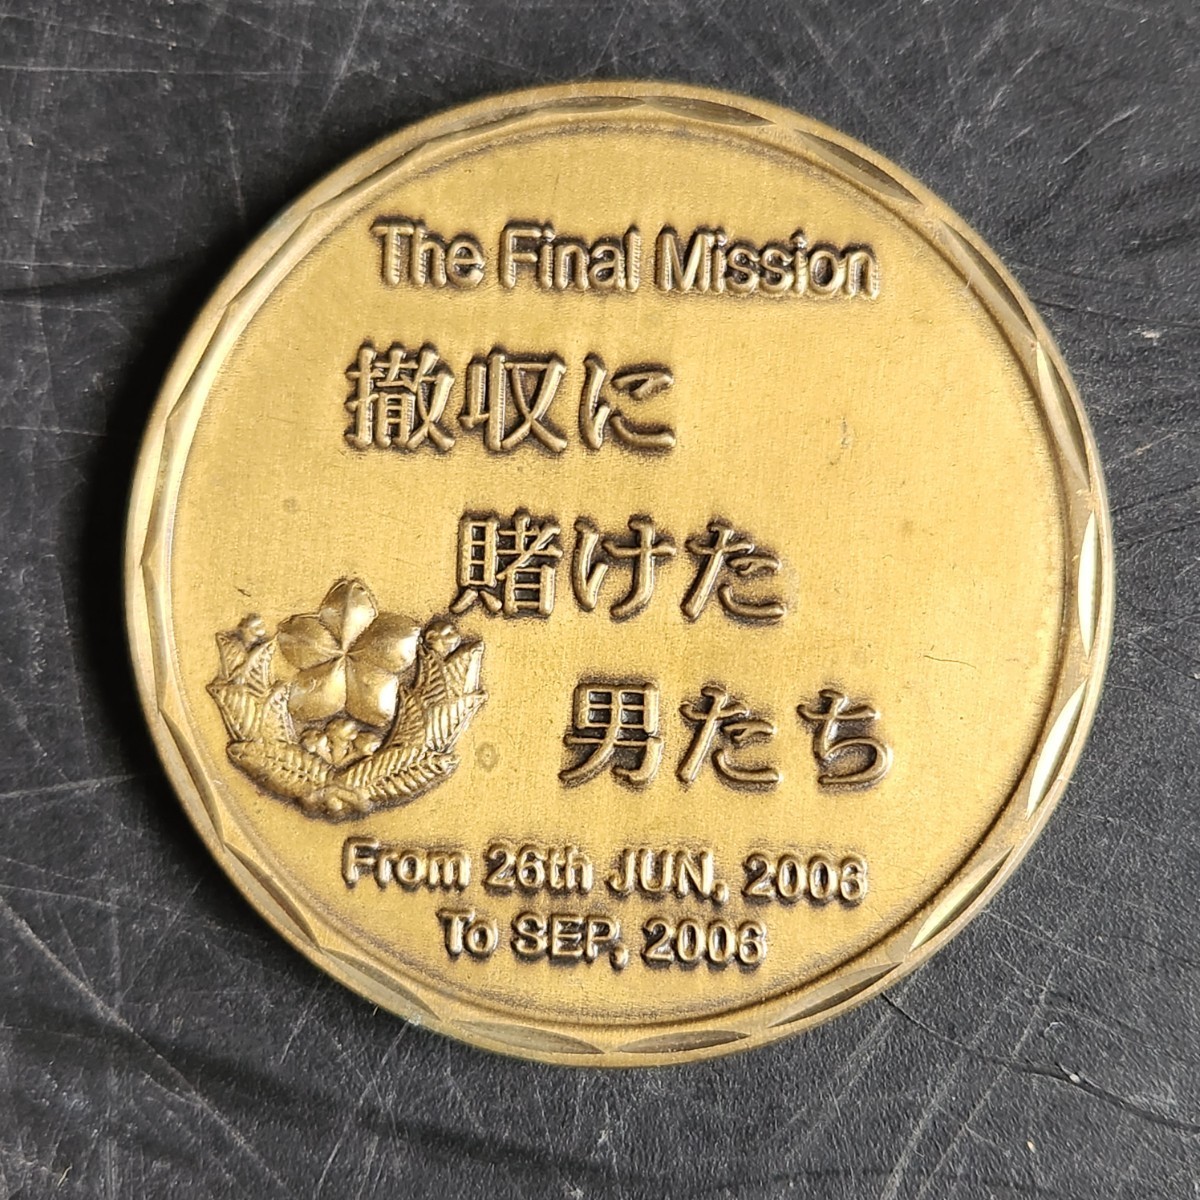 The Final Mission
撤収に
賭けた
男たち
From 26th JUN, 2006
To SEP, 2006